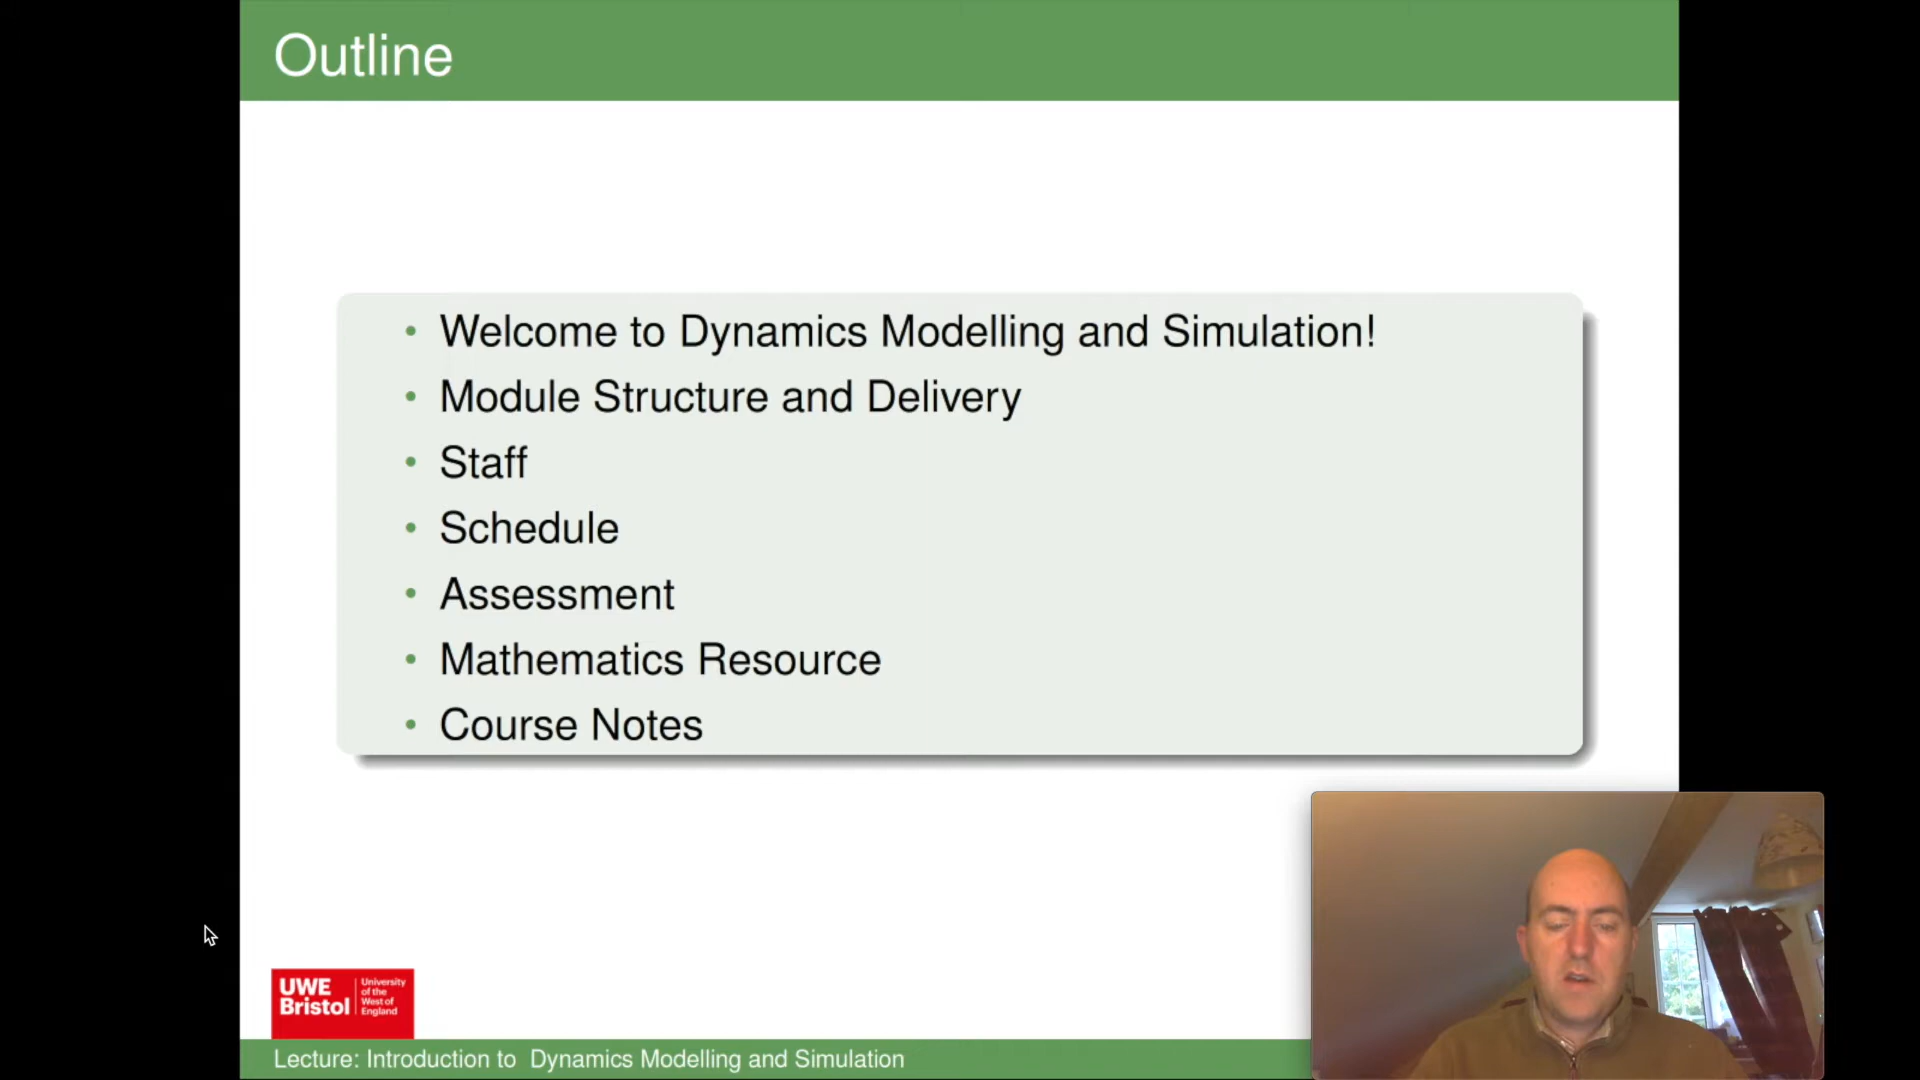 Outline
• Welcome to Dynamics Modelling and Simulation!
• Module Structure and Delivery
• Staff
• Schedule
• Assessment
• Mathematics Resource
• Course Notes
UWE
Bristol
University
of the
West of
England
Lecture: Introduction to Dynamics Modelling and Simulation